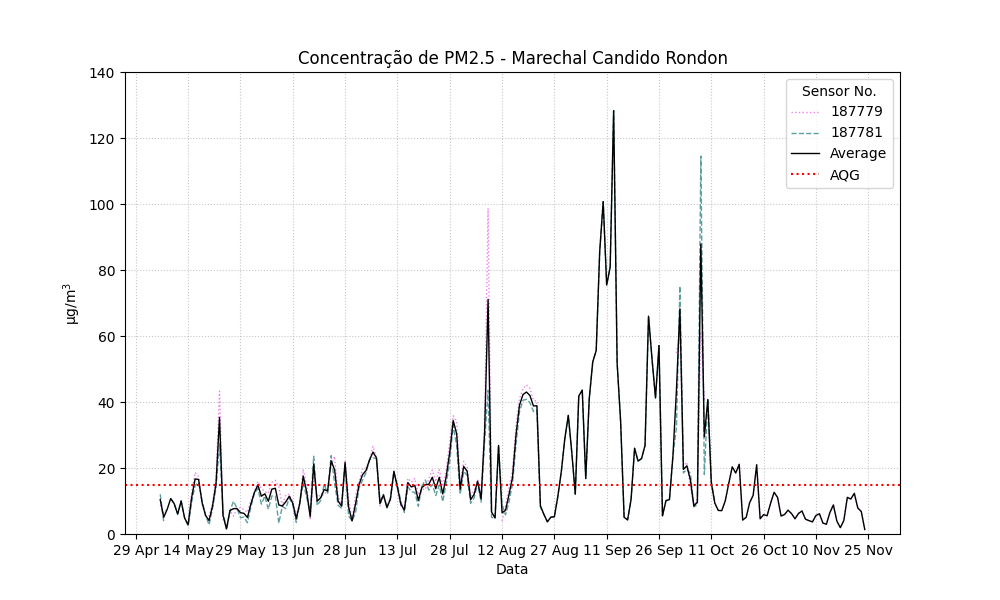 Concentração de PM2.5 - Marechal Candido Rondon
140
120
100
80
60
40
20
0
µg/m³
Sensor No.
187779
187781
Average
AQG
29 Apr 14 May 29 May 13 Jun 28 Jun 13 Jul 28 Jul 12 Aug 27 Aug 11 Sep 26 Sep 11 Oct 26 Oct 10 Nov 25 Nov
Data